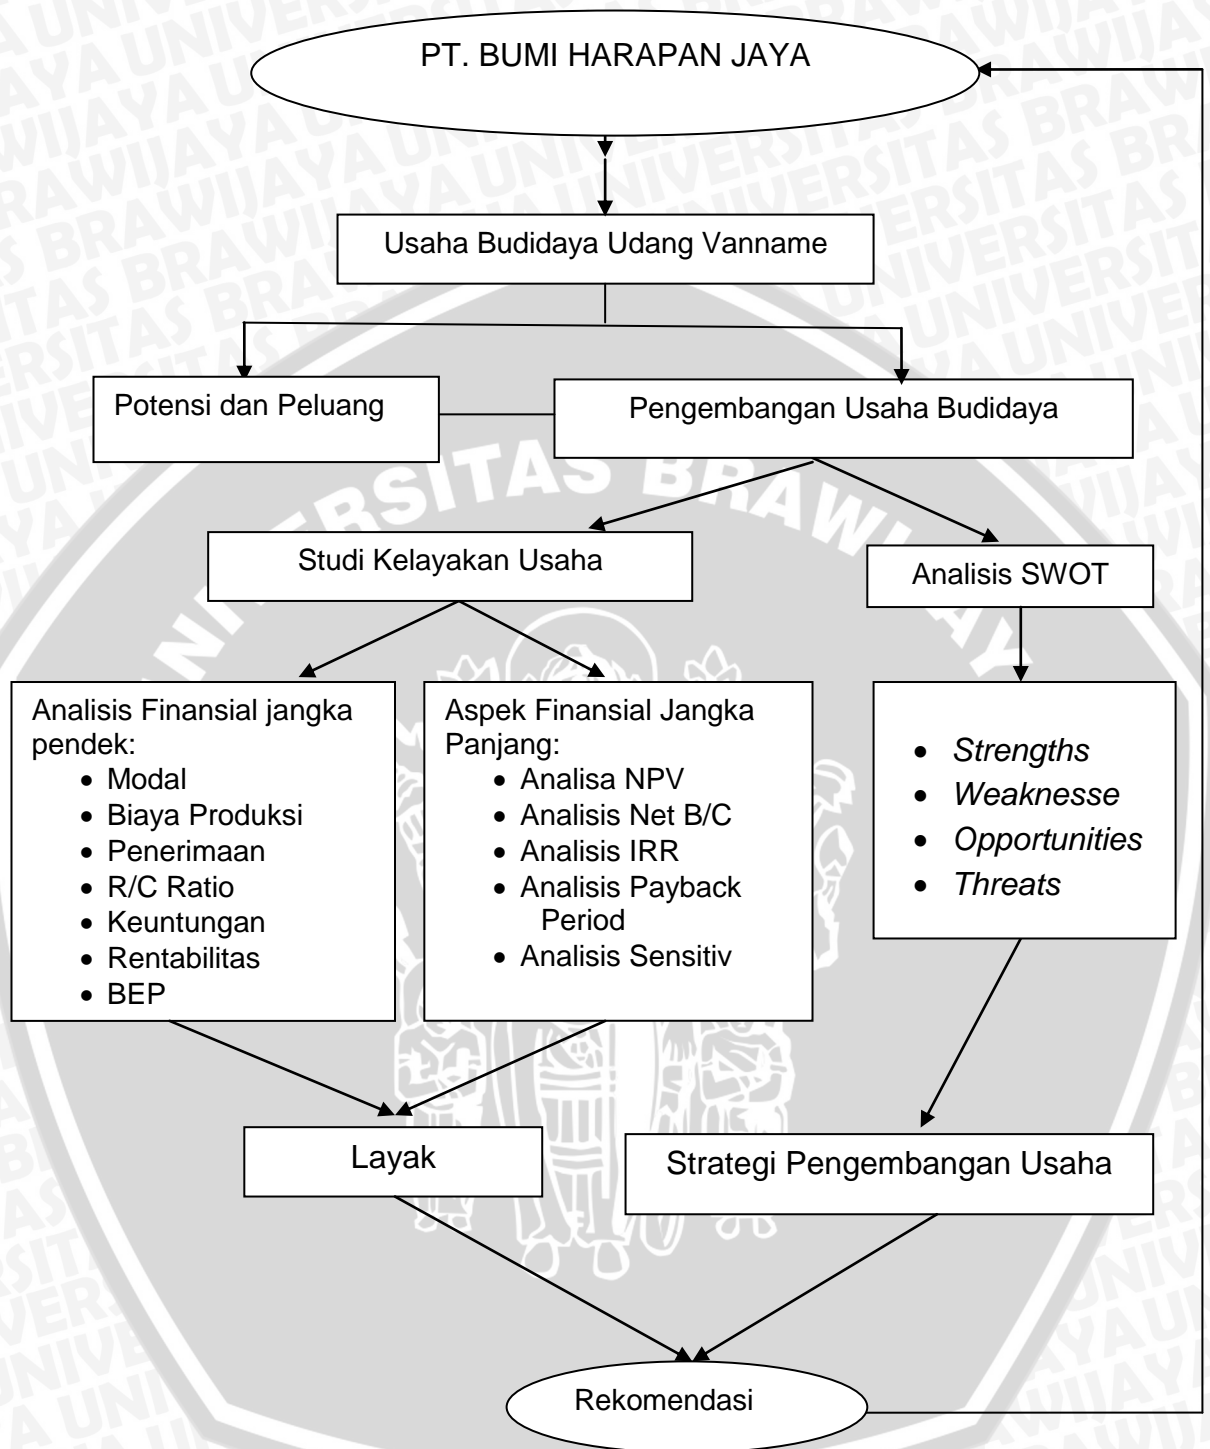 PT. BUMI HARAPAN JAYA
Usaha Budidaya Udang Vanname
Potensi dan Peluang
Pengembangan Usaha Budidaya
Studi Kelayakan Usaha
Analisis SWOT
Analisis Finansial jangka
pendek:
• Modal
• Biaya Produksi
• Penerimaan
• R/C Ratio
• Keuntungan
• Rentabilitas
• BEP
Aspek Finansial Jangka
Panjang:
• Analisa NPV
• Analisis Net B/C
• Analisis IRR
• Analisis Payback
Period
• Analisis Sensitiv
• Strengths
• Weaknesse
• Opportunities
• Threats
Layak
Strategi Pengembangan Usaha
Rekomendasi
UNIVERSITAS BRAWIJAY